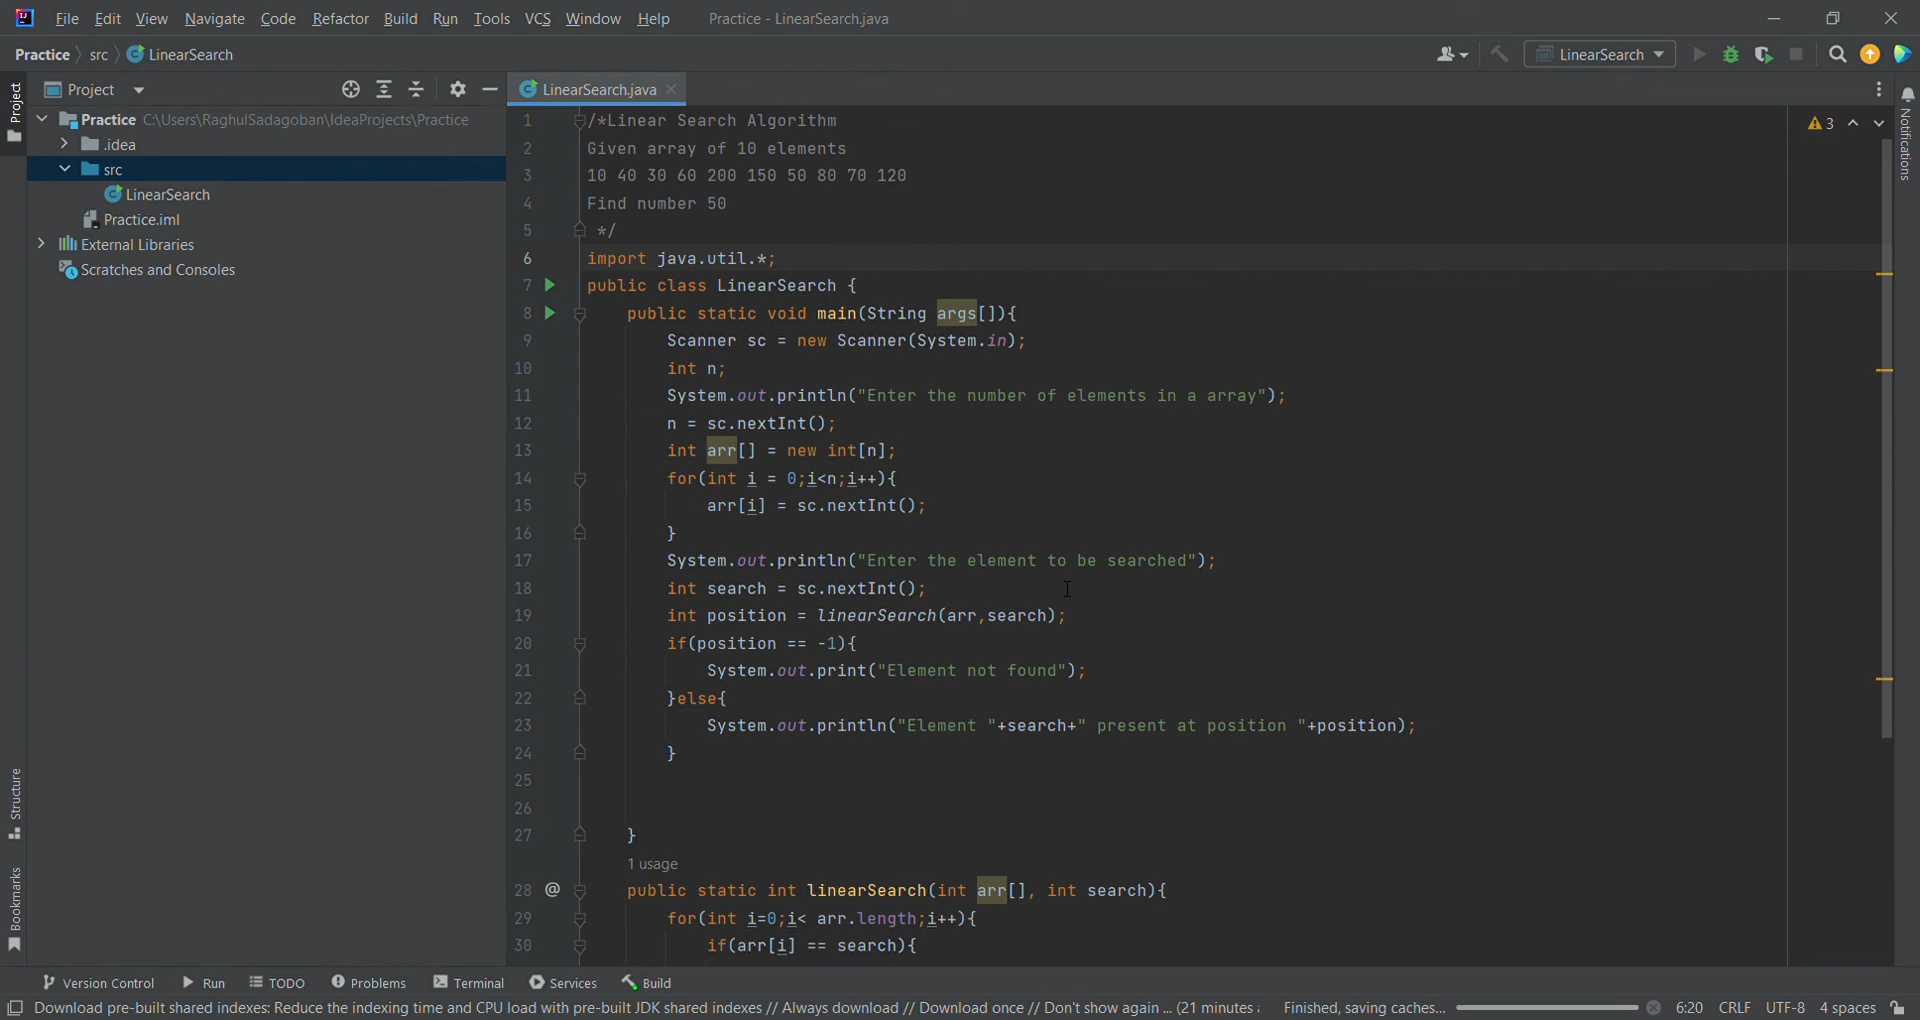 File Edit View Navigate Code Refactor Build Run Tools VCS Window Help Practice - LinearSearch.java
Practice src LinearSearch LinearSearch
Project
Practice C:\Users\RaghulSadagoban\IdeaProjects\Practice
.idea
src
LinearSearch
Practice.iml
External Libraries
Scratches and Consoles
Project
Structure
Bookmarks
LinearSearch.java
3
Notifications
1 /*Linear Search Algorithm
2 Given array of 10 elements
3 10 40 30 60 200 150 50 80 70 120
4 Find number 50
5 */
6 import java.util.*;
7 public class LinearSearch {
8 public static void main(String args[]){
9 Scanner sc = new Scanner(System.in);
10 int n;
11 System.out.println("Enter the number of elements in a array");
12 n = sc.nextInt();
13 int arr[] = new int[n];
14 for(int i = 0;i<n;i++){
15 arr[i] = sc.nextInt();
16 }
17 System.out.println("Enter the element to be searched");
18 int search = sc.nextInt();
19 int position = linearSearch(arr,search);
20 if(position == -1){
21 System.out.print("Element not found");
22 }else{
23 System.out.println("Element "+search+" present at position "+position);
24 }
25
26
27 }
1 usage
28 @ public static int linearSearch(int arr[], int search){
29 for(int i=0;i< arr.length;i++){
30 if(arr[i] == search){
Version Control Run TODO Problems Terminal Services Build
Download pre-built shared indexes: Reduce the indexing time and CPU load with pre-built JDK shared indexes // Always download // Download once // Don't show again ... (21 minutes Finished, saving caches... 6:20 CRLF UTF-8 4 spaces